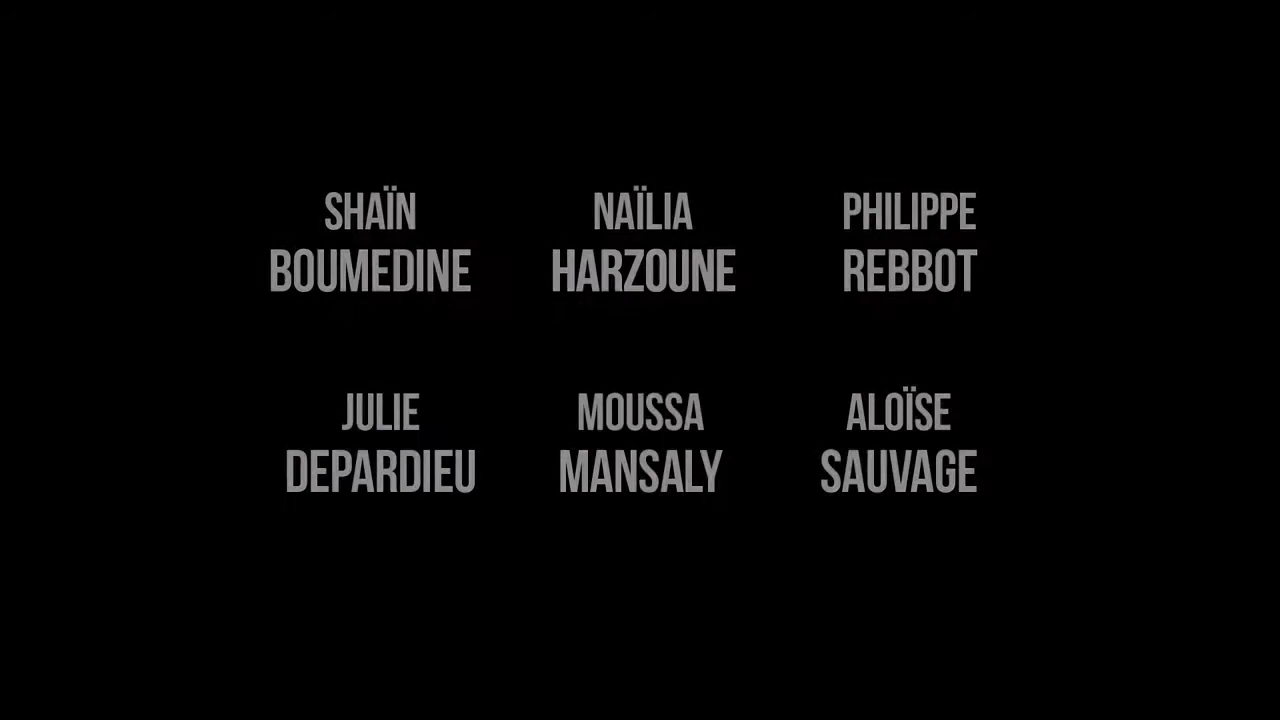 SHAÏN
BOUMEDINE
NAÏLIA
HARZOUNE
PHILIPPE
REBBOT
JULIE
DEPARDIEU
MOUSSA
MANSALY
ALOÏSE
SAUVAGE